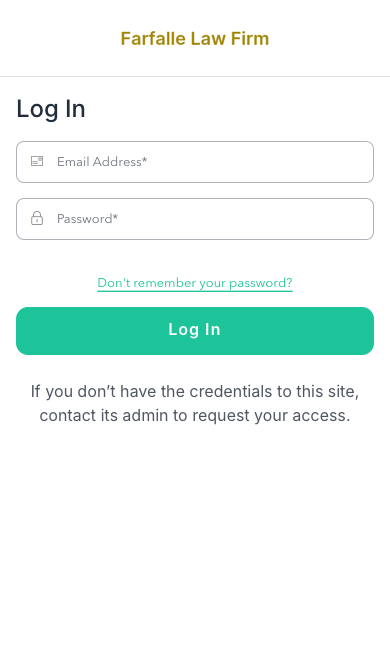 Farfalle Law Firm
Log In
Email Address*
Password*
Don't remember your password?
Log In
If you don’t have the credentials to this site,
contact its admin to request your access.